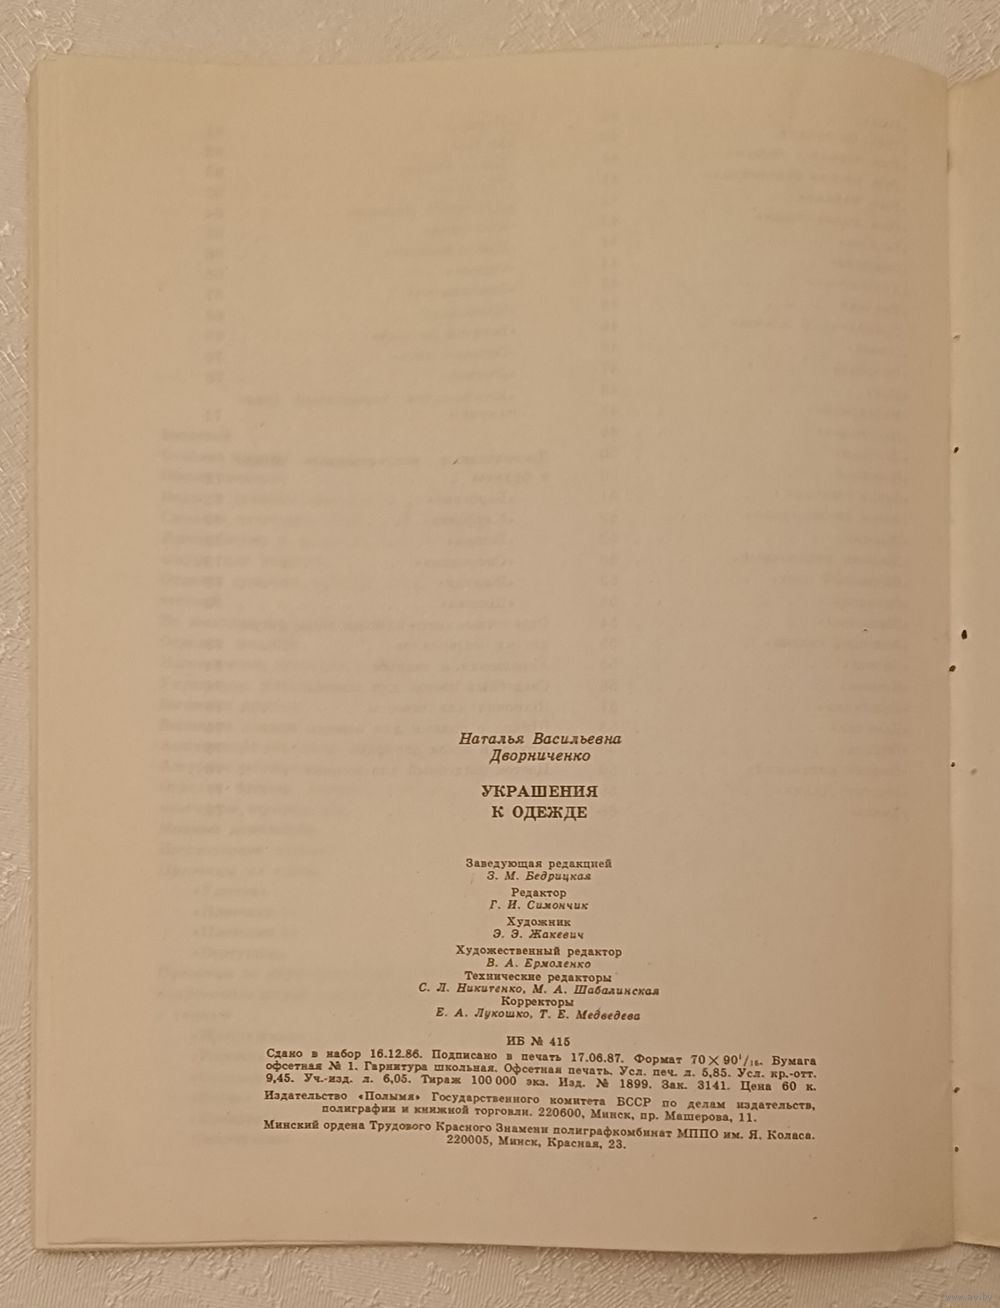 Наталья Васильевна
Дворниченко
УКРАШЕНИЯ
К ОДЕЖДЕ
Заведующая редакцией
З. М. Бедрицкая
Редактор
Г. И. Симончик
Художник
Э. Э. Жакевич
Художественный редактор
В. А. Ермоленко
Технические редакторы
С. Л. Никитенко, М. А. Шабалинская
Корректоры
Е. А. Лукошко, Т. Е. Медведева
ИБ № 415
Сдано в набор 16.12.86. Подписано в печать 17.06.87. Формат 70×90¹/₁₆. Бумага
офсетная № 1. Гарнитура школьная. Офсетная печать. Усл. печ. л. 5,85. Усл. кр.-отт.
9,45. Уч.-изд. л. 6,05. Тираж 100 000 экз. Изд. № 1899. Зак. 3141. Цена 60 к.
Издательство «Полымя» Государственного комитета БССР по делам издательств,
полиграфии и книжной торговли. 220600, Минск, пр. Машерова, 11.
Минский ордена Трудового Красного Знамени полиграфкомбинат МППО им. Я. Коласа.
220005, Минск, Красная, 23.
www.av.by